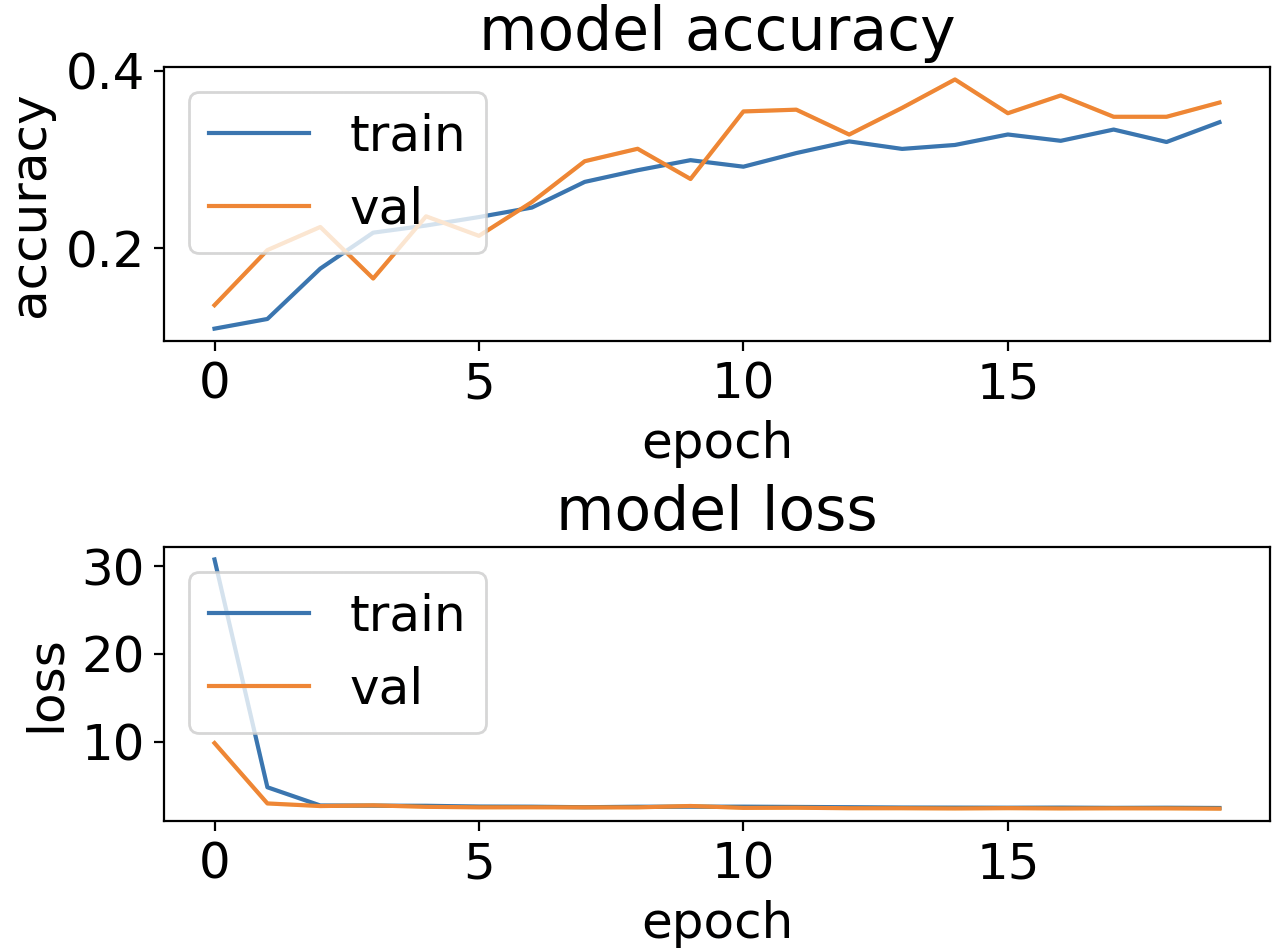 model accuracy
0.4
0.2
accuracy
train
val
0 5 10 15
epoch
model loss
30
20
10
loss
train
val
0 5 10 15
epoch